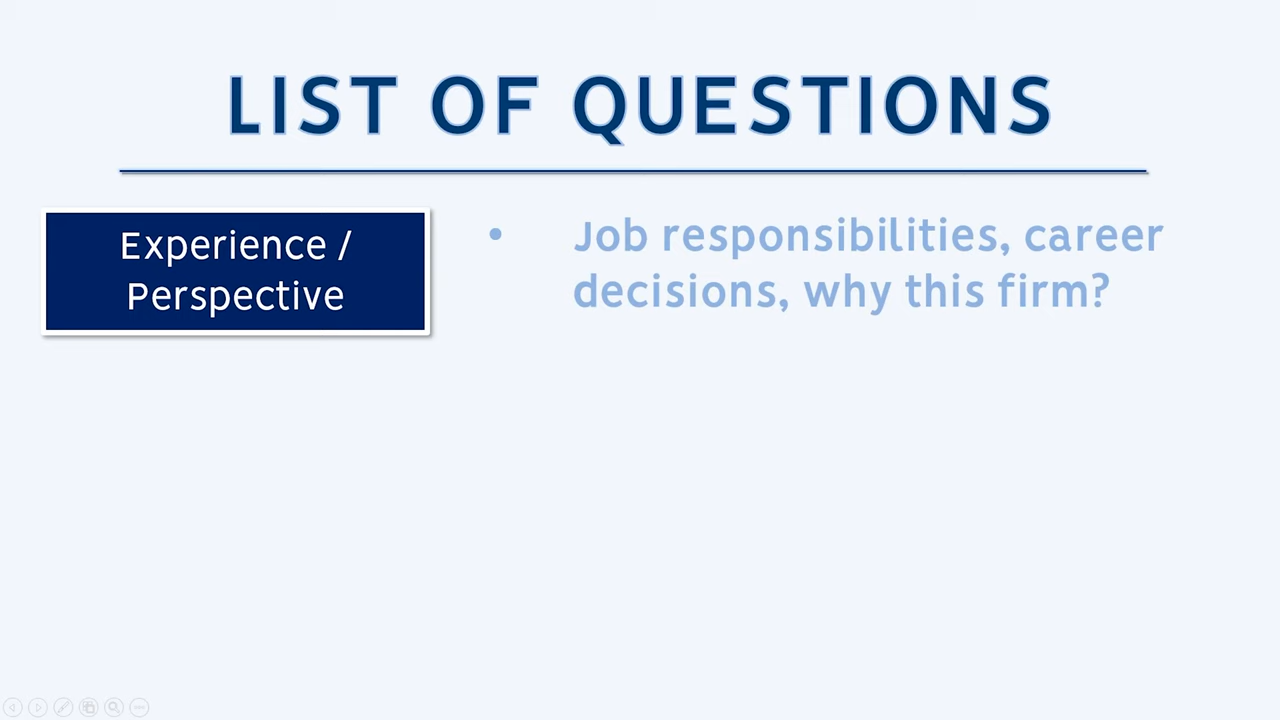 LIST OF QUESTIONS
Experience /
Perspective
• Job responsibilities, career
decisions, why this firm?